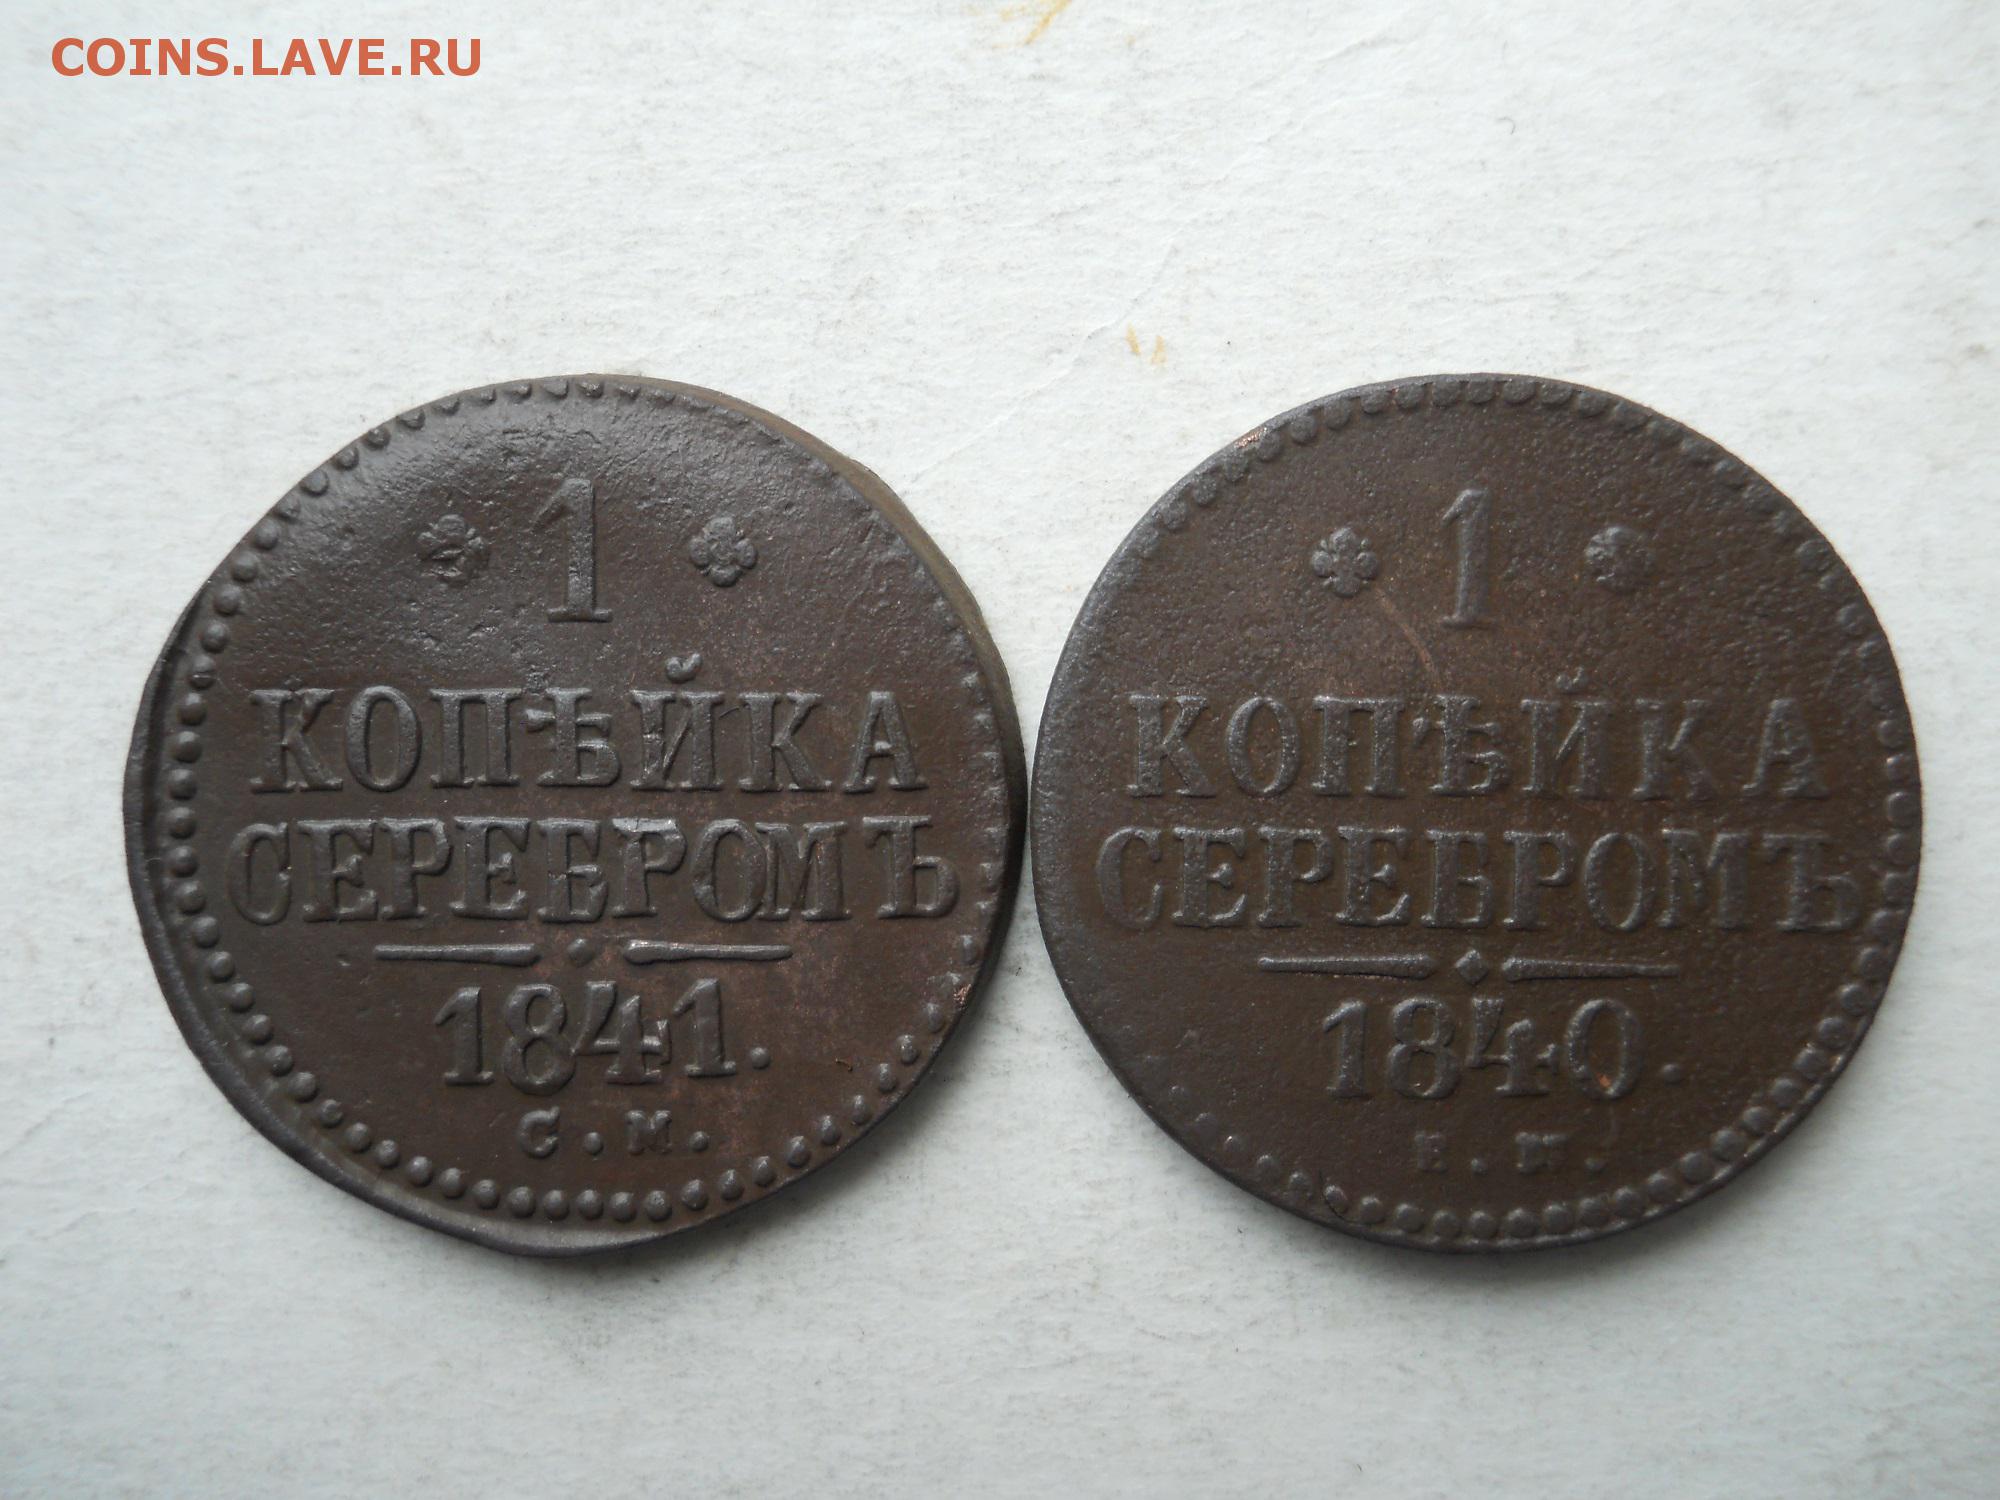 COINS.LAVE.RU
1
КОПѢЙКА
СЕРЕБРОМЪ
1841.
С.М.
1
КОПѢЙКА
СЕРЕБРОМЪ
1840.
Е.М.